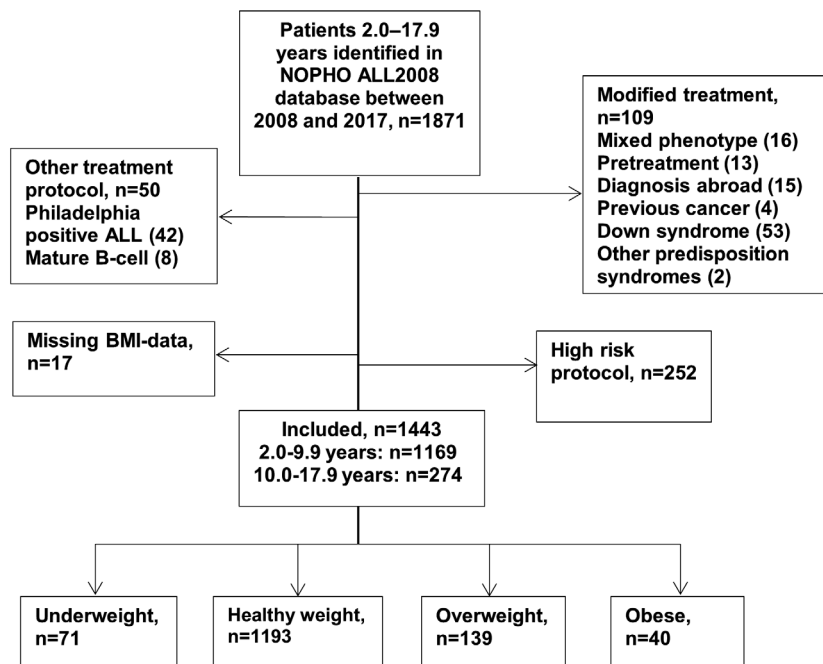 Patients 2.0–17.9
years identified in
NOPHO ALL2008
database between
2008 and 2017, n=1871
Modified treatment,
n=109
Mixed phenotype (16)
Pretreatment (13)
Diagnosis abroad (15)
Previous cancer (4)
Down syndrome (53)
Other predisposition
syndromes (2)
Other treatment
protocol, n=50
Philadelphia
positive ALL (42)
Mature B-cell (8)
Missing BMI-data,
n=17
High risk
protocol, n=252
Included, n=1443
2.0-9.9 years: n=1169
10.0-17.9 years: n=274
Underweight,
n=71
Healthy weight,
n=1193
Overweight,
n=139
Obese,
n=40